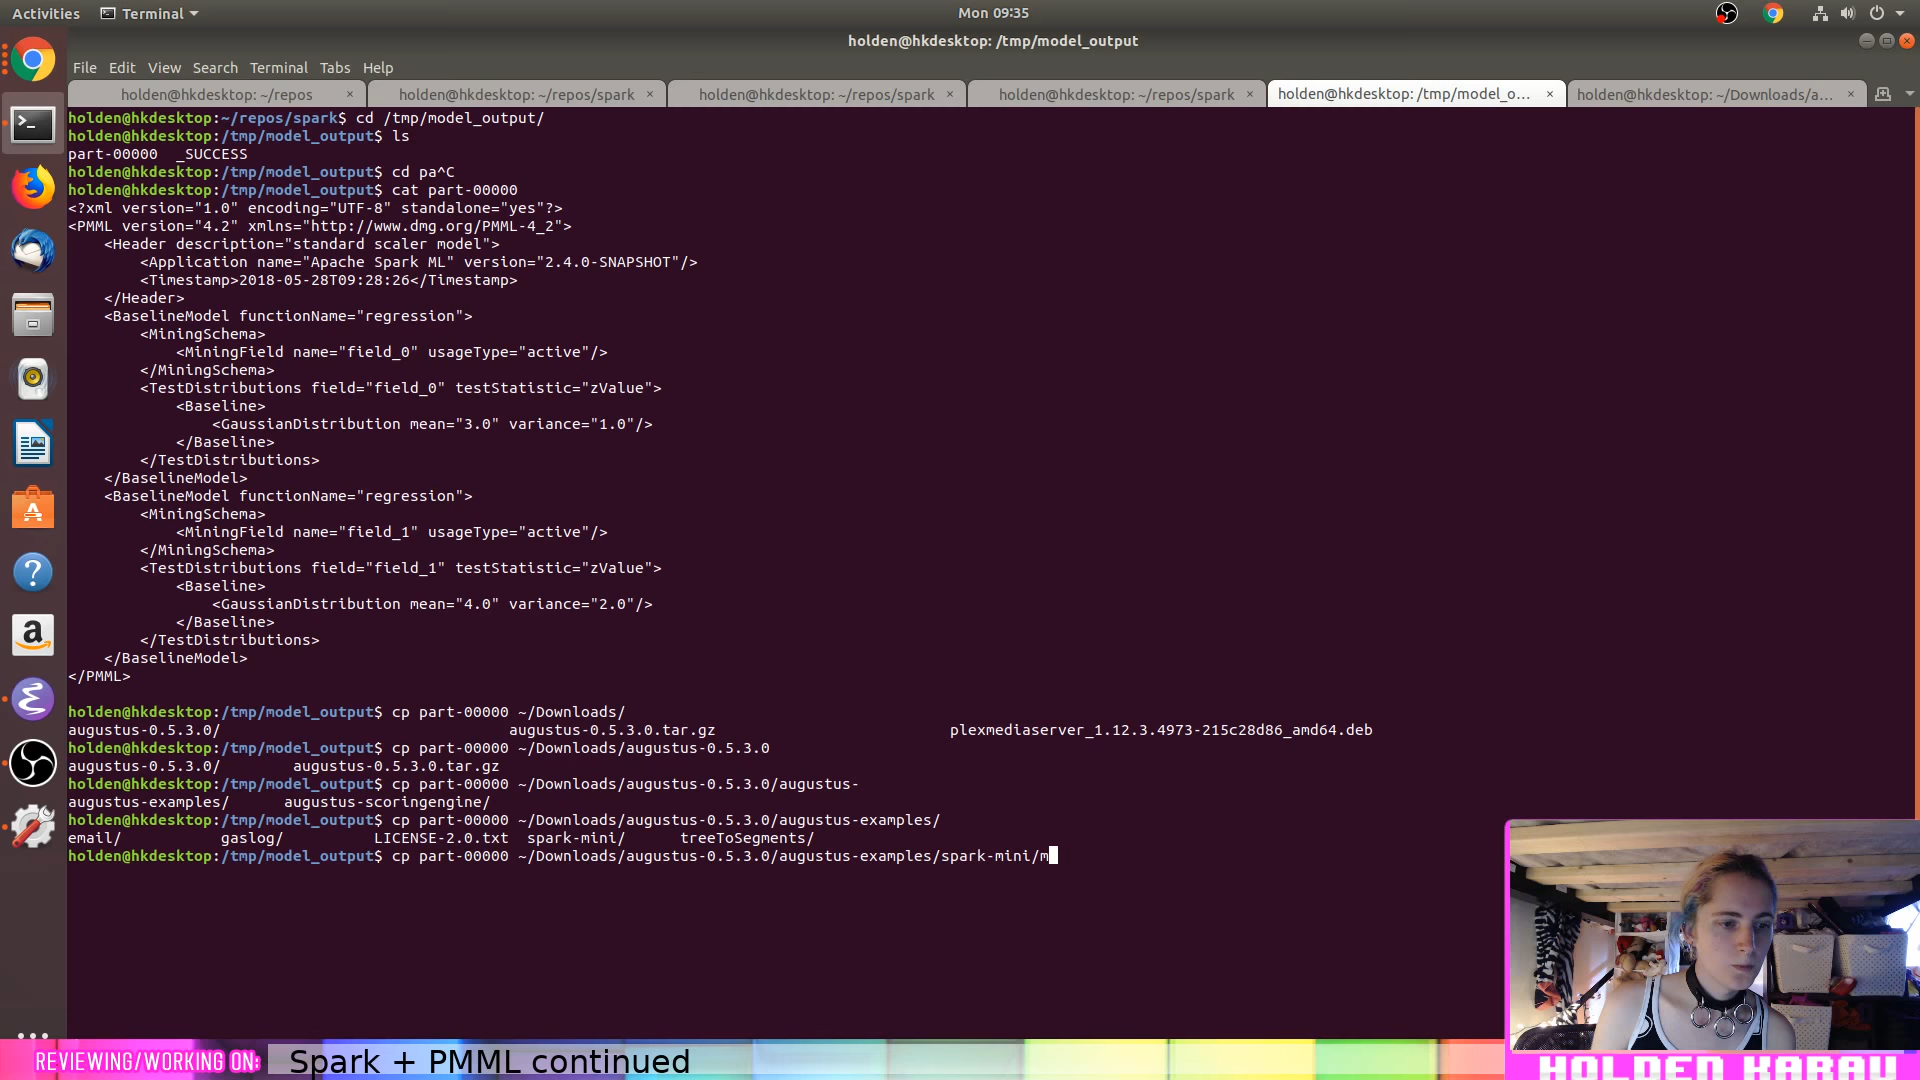 Activities Terminal Mon 09:35
holden@hkdesktop: /tmp/model_output
File Edit View Search Terminal Tabs Help
holden@hkdesktop: ~/repos × holden@hkdesktop: ~/repos/spark × holden@hkdesktop: ~/repos/spark × holden@hkdesktop: ~/repos/spark × holden@hkdesktop: /tmp/model_o... × holden@hkdesktop: ~/Downloads/a... ×
holden@hkdesktop:~/repos/spark$ cd /tmp/model_output/
holden@hkdesktop:/tmp/model_output$ ls
part-00000  _SUCCESS
holden@hkdesktop:/tmp/model_output$ cd pa^C
holden@hkdesktop:/tmp/model_output$ cat part-00000
<?xml version="1.0" encoding="UTF-8" standalone="yes"?>
<PMML version="4.2" xmlns="http://www.dmg.org/PMML-4_2">
    <Header description="standard scaler model">
        <Application name="Apache Spark ML" version="2.4.0-SNAPSHOT"/>
        <Timestamp>2018-05-28T09:28:26</Timestamp>
    </Header>
    <BaselineModel functionName="regression">
        <MiningSchema>
            <MiningField name="field_0" usageType="active"/>
        </MiningSchema>
        <TestDistributions field="field_0" testStatistic="zValue">
            <Baseline>
                <GaussianDistribution mean="3.0" variance="1.0"/>
            </Baseline>
        </TestDistributions>
    </BaselineModel>
    <BaselineModel functionName="regression">
        <MiningSchema>
            <MiningField name="field_1" usageType="active"/>
        </MiningSchema>
        <TestDistributions field="field_1" testStatistic="zValue">
            <Baseline>
                <GaussianDistribution mean="4.0" variance="2.0"/>
            </Baseline>
        </TestDistributions>
    </BaselineModel>
</PMML>
holden@hkdesktop:/tmp/model_output$ cp part-00000 ~/Downloads/
augustus-0.5.3.0/ augustus-0.5.3.0.tar.gz plexmediaserver_1.12.3.4973-215c28d86_amd64.deb
holden@hkdesktop:/tmp/model_output$ cp part-00000 ~/Downloads/augustus-0.5.3.0
augustus-0.5.3.0/ augustus-0.5.3.0.tar.gz
holden@hkdesktop:/tmp/model_output$ cp part-00000 ~/Downloads/augustus-0.5.3.0/augustus-
augustus-examples/ augustus-scoringengine/
holden@hkdesktop:/tmp/model_output$ cp part-00000 ~/Downloads/augustus-0.5.3.0/augustus-examples/
email/ gaslog/ LICENSE-2.0.txt spark-mini/ treeToSegments/
holden@hkdesktop:/tmp/model_output$ cp part-00000 ~/Downloads/augustus-0.5.3.0/augustus-examples/spark-mini/m
REVIEWING/WORKING ON: Spark + PMML continued
HOLDEN KARAU